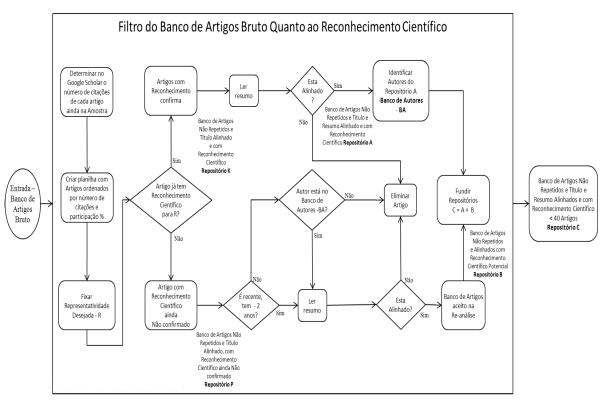 Filtro do Banco de Artigos Bruto Quanto ao Reconhecimento Científico
Entrada –
Banco de
Artigos
Bruto
Determinar no
Google Scholar o
número de citações
de cada artigo
ainda na Amostra
Criar planilha com
Artigos ordenados
por número de
citações e
participação %
Fixar
Representatividade
Desejada - R
Artigos com
Reconhecimento
confirma
Banco de Artigos
Não Repetidos e
Título Alinhado
e com
Reconhecimento
Científico
Repositório K
Sim
Artigo já tem
Reconhecimento
Científico
para R?
Não
Artigo com
Reconhecimento
Científico
ainda
Não confirmado
Banco de Artigos Não
Repetidos e Título
Alinhado, com
Reconhecimento
Científico ainda Não
confirmado
Repositório P
Ler
resumo
Esta
Alinhado
?
Sim
Não
Banco de Artigos Não
Repetidos e Título e
Resumo Alinhado e com
Reconhecimento
Científico Repositório A
Identificar
Autores do
Repositório A
-Banco de Autores
- BA
Autor está no
Banco de
Autores -BA?
Não
Sim
Eliminar
Artigo
Não
É recente,
tem - 2
anos?
Sim
Ler
resumo
Não
Esta
Alinhado?
Sim
Banco de Artigos
aceito na
Re-análise
Banco de Artigos
Não Repetidos
e Alinhados com
Reconhecimento
Científico Potencial
Repositório B
Fundir
Repositórios
C = A + B
Banco de Artigos Não
Repetidos e Título e
Resumo Alinhados e com
Reconhecimento Científico
< 40 Artigos
Repositório C